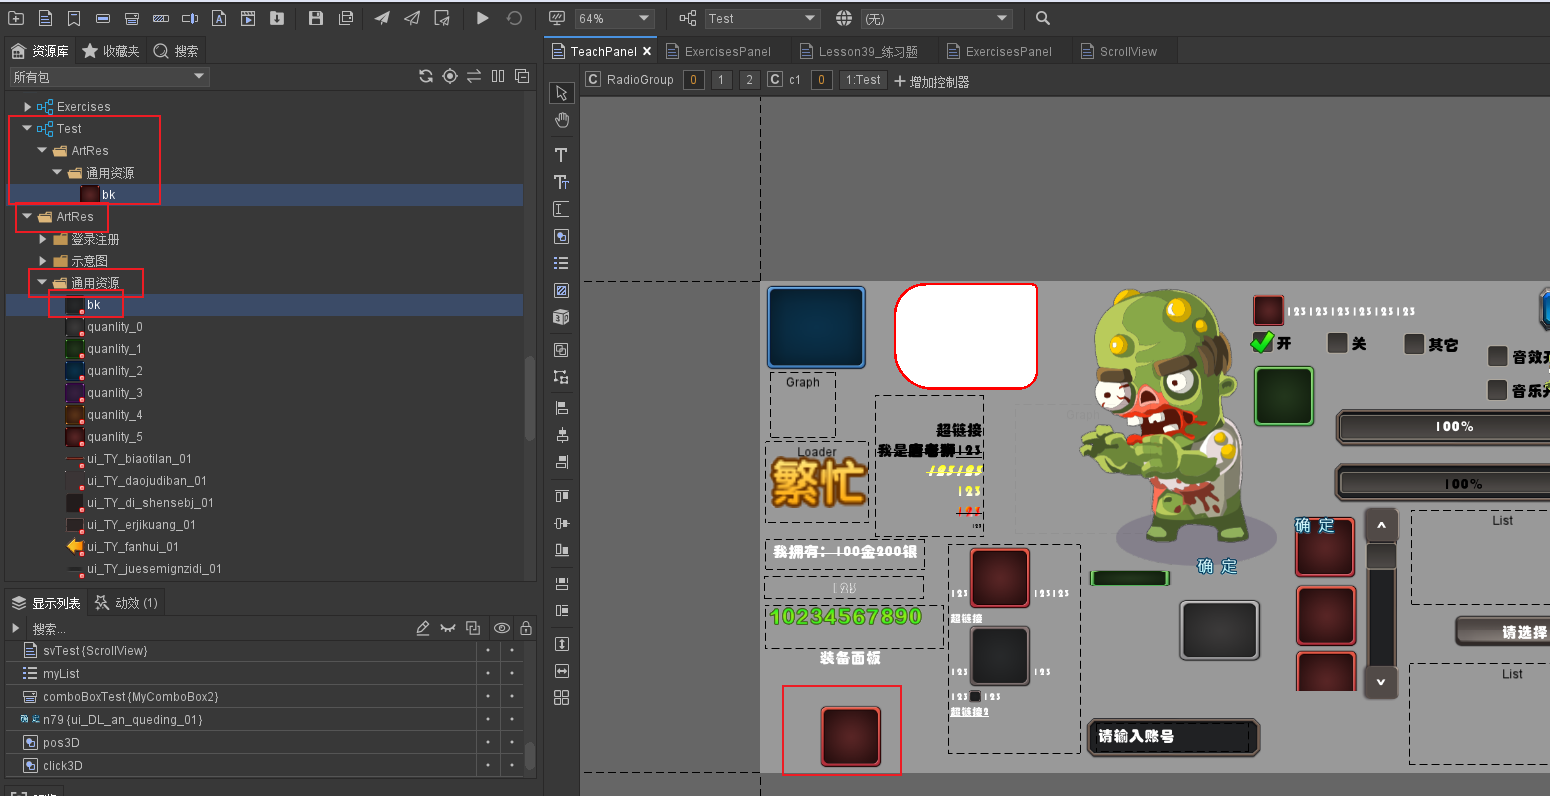 64%
Test
(无)
资源库
收藏夹
搜索
TeachPanel
ExercisesPanel
Lesson39_练习题
ExercisesPanel
ScrollView
所有包
C RadioGroup 0 1 2 C c1 0 1:Test 增加控制器
Exercises
Test
ArtRes
通用资源
bk
ArtRes
登录注册
示意图
通用资源
bk
quanlity_0
quanlity_1
quanlity_2
quanlity_3
quanlity_4
quanlity_5
ui_TY_biaotilan_01
ui_TY_daojudiban_01
ui_TY_di_shensebj_01
ui_TY_erjikuang_01
ui_TY_fanhui_01
ui_TY_juesemignzidi_01
显示列表
动效 (1)
搜索...
svTest{ScrollView}
myList
comboBoxTest{MyComboBox2}
n79{ui_DL_an_queding_01}
pos3D
click3D
Graph
Loader
繁忙
超链接
我是唐老狮123
123123
123
123
我拥有：100金200银
10234567890
装备面板
123
123123
超链接
123
123
123
123
超链接2
123123123123123
开
关
其它
音效开
音乐开
100%
100%
确定
确定
List
请选择
List
请输入账号